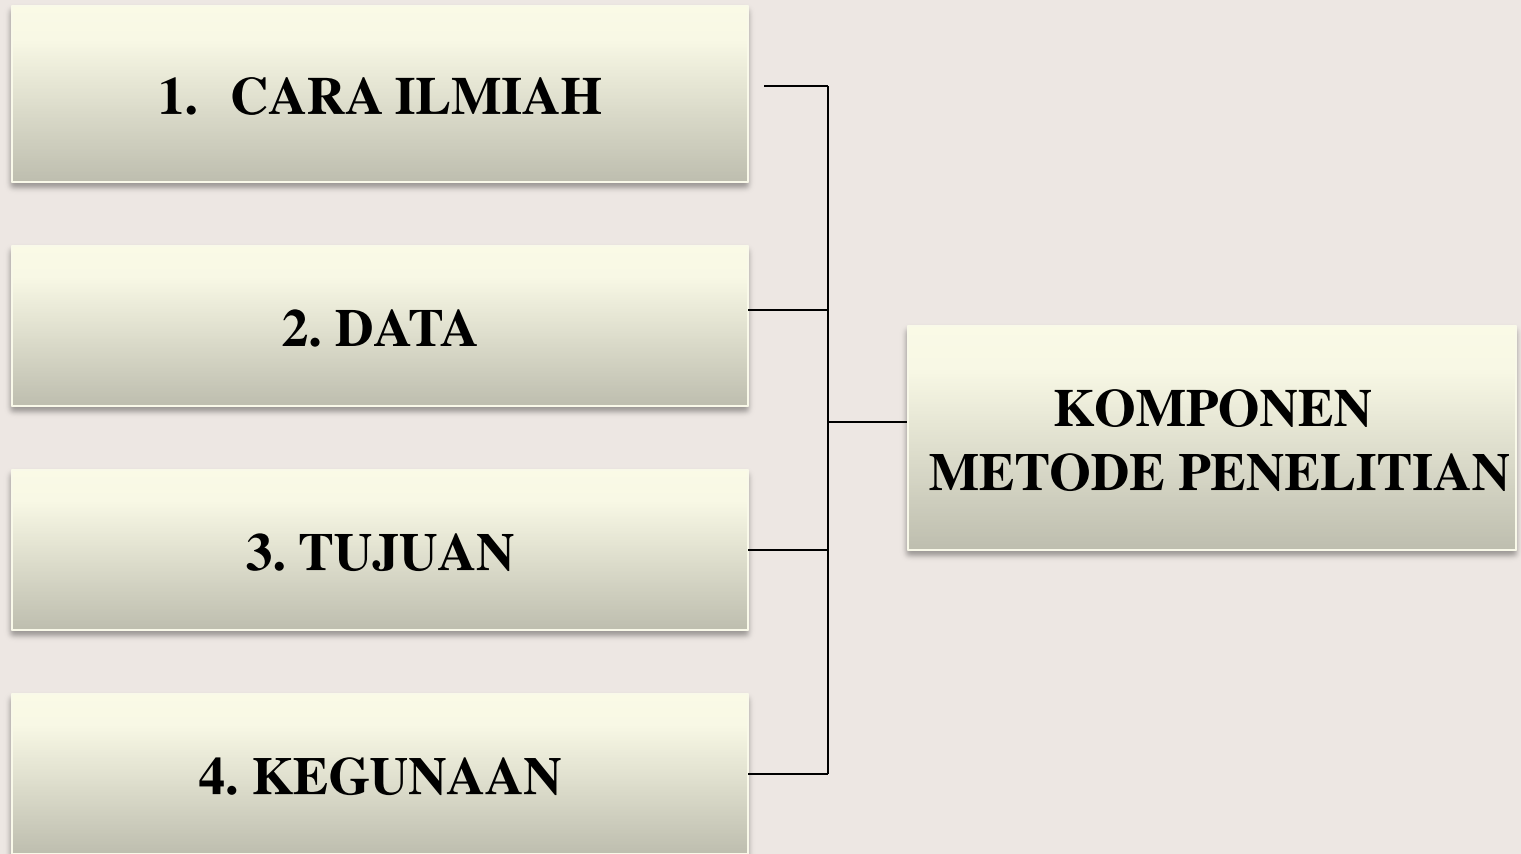 1. CARA ILMIAH
2. DATA
3. TUJUAN
4. KEGUNAAN
KOMPONEN
METODE PENELITIAN